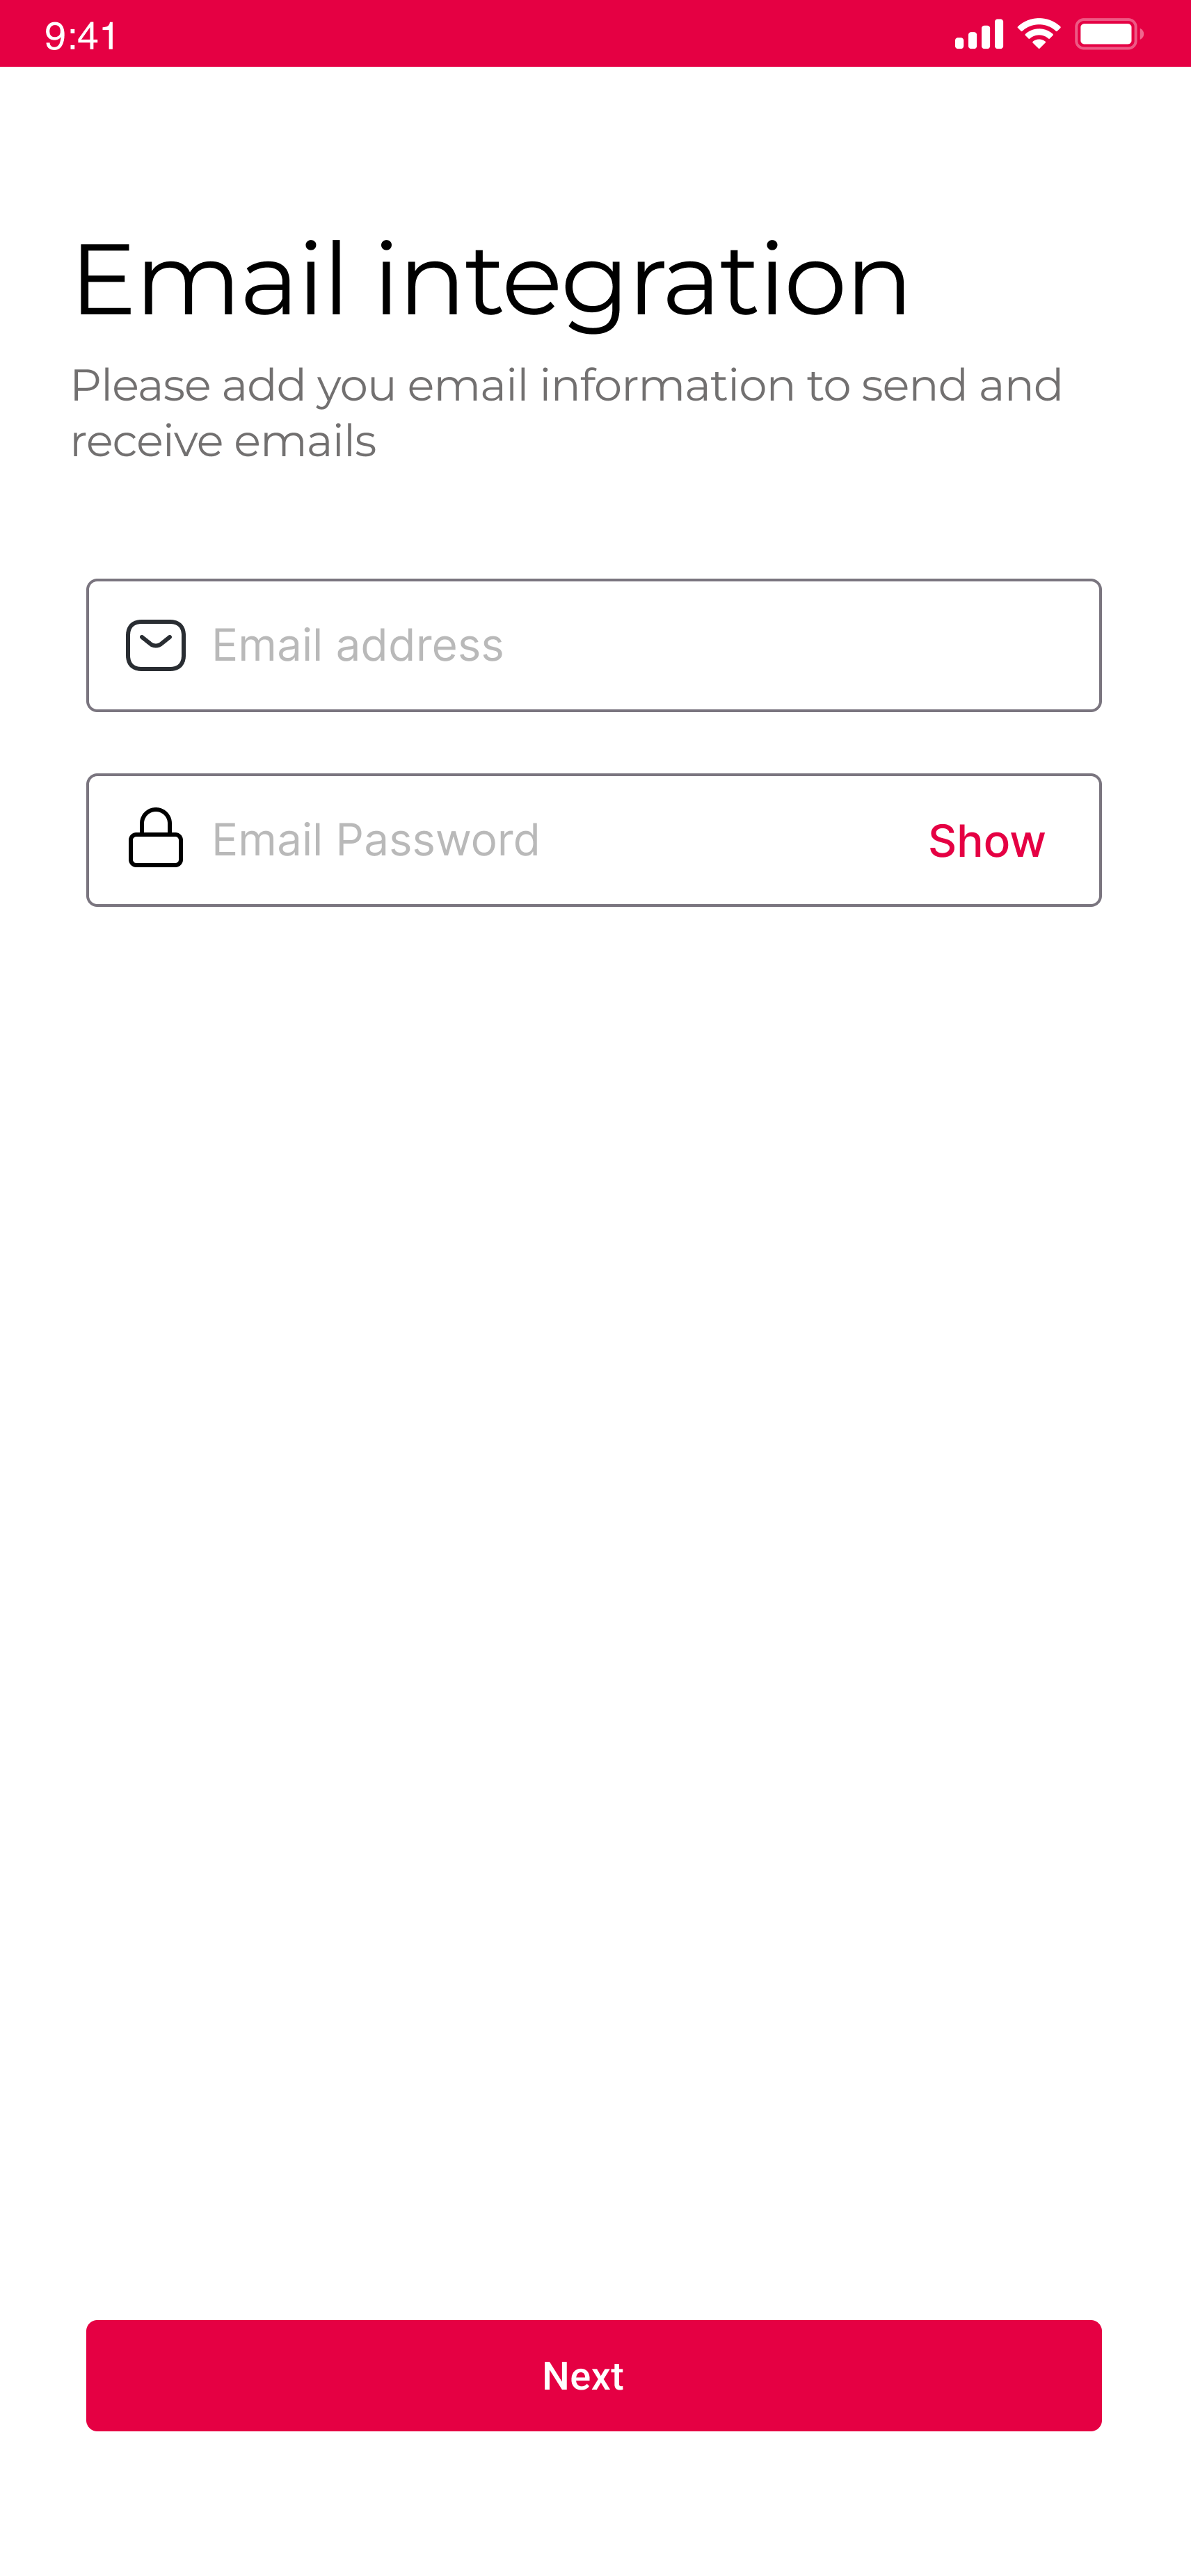 9:41
Email integration
Please add you email information to send and
receive emails
Email address
Email Password
Show
Next